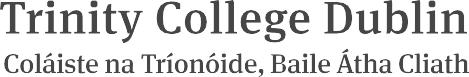 Trinity College Dublin
Coláiste na Tríonóide, Baile Átha Cliath